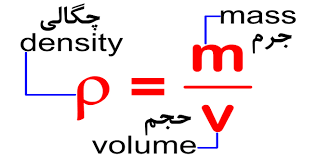 چگالی
density
mass
جرم
ρ = m
v
حجم
volume